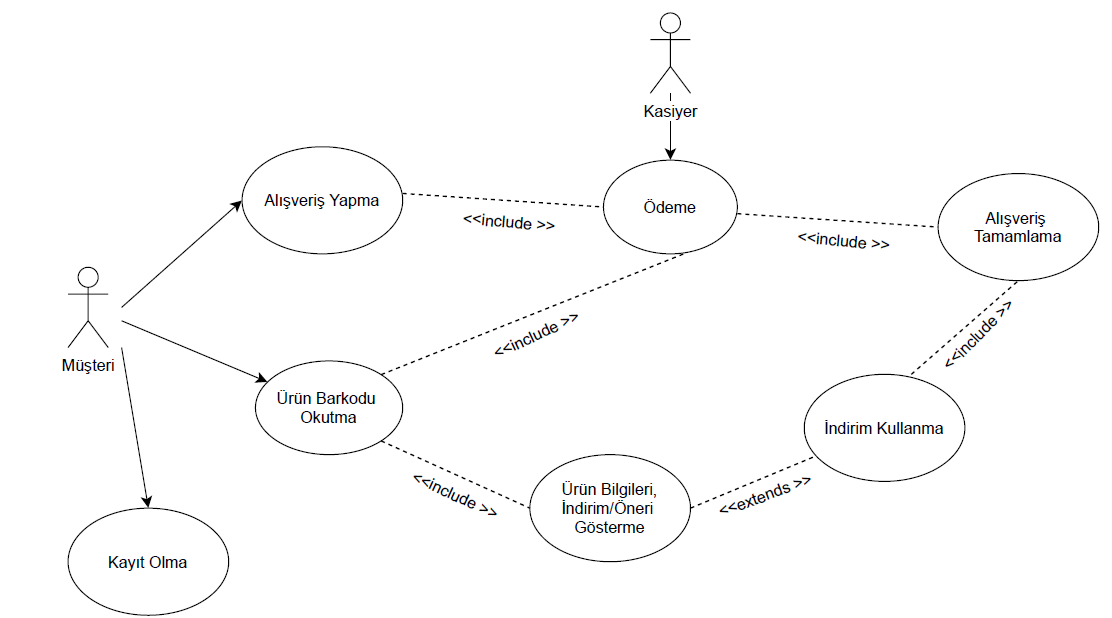 Kasiyer
Alışveriş Yapma
<<include >>
Ödeme
<<include >>
Alışveriş
Tamamlama
Müşteri
<<include >>
<<include >>
Ürün Barkodu
Okutma
İndirim Kullanma
<<include >>
Ürün Bilgileri,
İndirim/Öneri
Gösterme
<<extends >>
Kayıt Olma